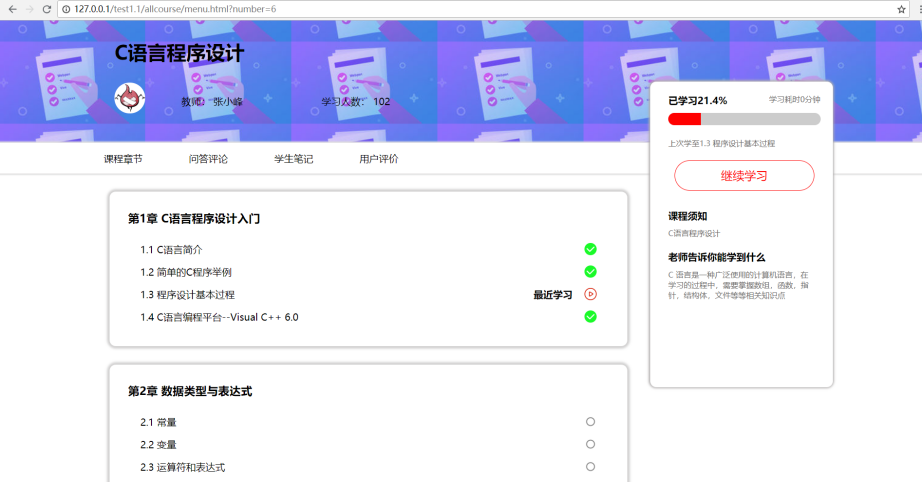 127.0.0.1/test1.1/allcourse/menu.html?number=6
C语言程序设计
教师: 张小峰
学习人数: 102
已学习21.4%
学习耗时0分钟
上次学至1.3 程序设计基本过程
继续学习
课程须知
C语言程序设计
老师告诉你能学到什么
C 语言是一种广泛使用的计算机语言，在
学习的过程中，需要掌握数组，函数，指
针，结构体，文件等等相关知识点
课程章节
问答评论
学生笔记
用户评价
第1章 C语言程序设计入门
1.1 C语言简介
1.2 简单的C程序举例
1.3 程序设计基本过程 最近学习
1.4 C语言编程平台--Visual C++ 6.0
第2章 数据类型与表达式
2.1 常量
2.2 变量
2.3 运算符和表达式